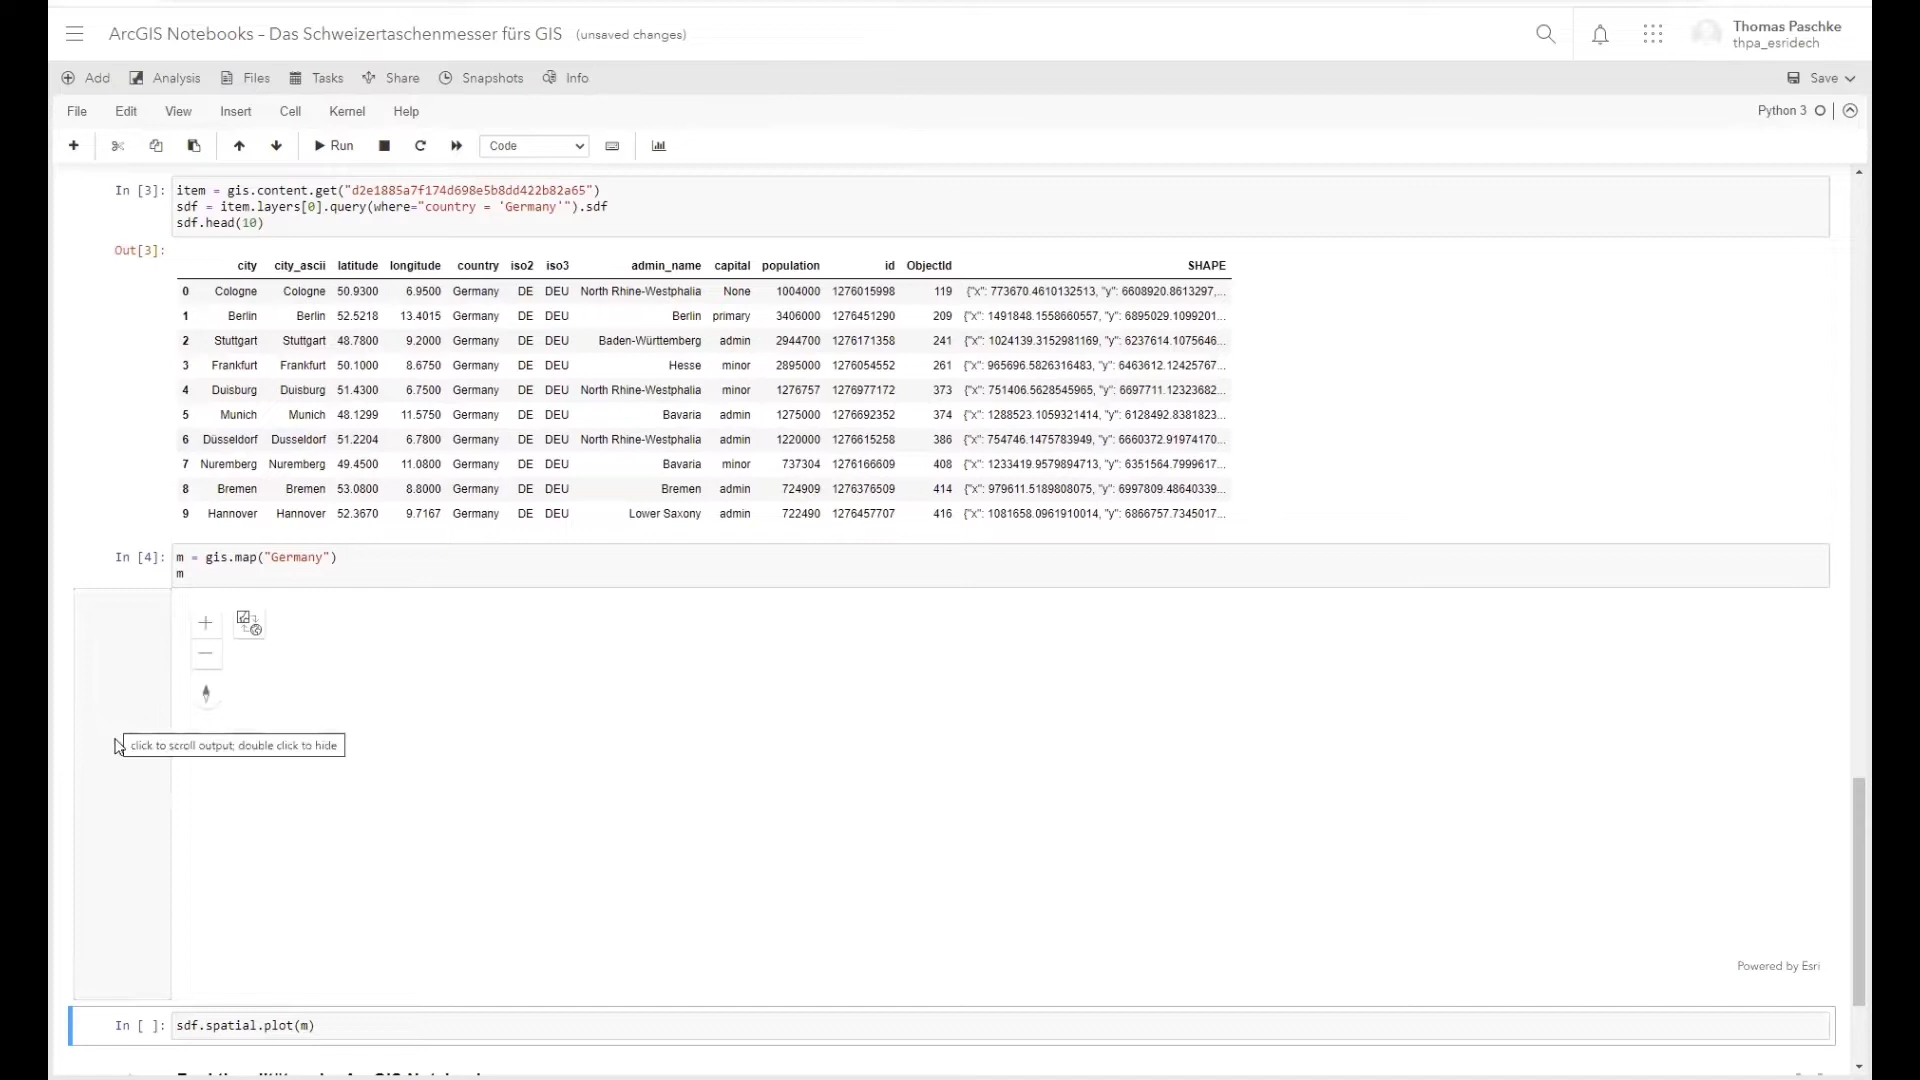 ArcGIS Notebooks - Das Schweizertaschenmesser fürs GIS (unsaved changes)
Thomas Paschke
thpa_esridech
Add Analysis Files Tasks Share Snapshots Info Save
File Edit View Insert Cell Kernel Help Python 3
Run Code
In [3]: item = gis.content.get("d2e1885a7f174d698e5b8dd422b82a65")
sdf = item.layers[0].query(where="country = 'Germany'").sdf
sdf.head(10)
Out[3]:
city city_ascii latitude longitude country iso2 iso3 admin_name capital population id ObjectId SHAPE
0 Cologne Cologne 50.9300 6.9500 Germany DE DEU North Rhine-Westphalia None 1004000 1276015998 119 {"x": 773670.4610132513, "y": 6608920.8613297,...
1 Berlin Berlin 52.5218 13.4015 Germany DE DEU Berlin primary 3406000 1276451290 209 {"x": 1491848.1558660557, "y": 6895029.1099201...
2 Stuttgart Stuttgart 48.7800 9.2000 Germany DE DEU Baden-Württemberg admin 2944700 1276171358 241 {"x": 1024139.3152981169, "y": 6237614.1075646...
3 Frankfurt Frankfurt 50.1000 8.6750 Germany DE DEU Hesse minor 2895000 1276054552 261 {"x": 965696.5826316483, "y": 6463612.12425767...
4 Duisburg Duisburg 51.4300 6.7500 Germany DE DEU North Rhine-Westphalia minor 1276757 1276977172 373 {"x": 751406.5628545965, "y": 6697711.12323682...
5 Munich Munich 48.1299 11.5750 Germany DE DEU Bavaria admin 1275000 1276692352 374 {"x": 1288523.1059321414, "y": 6128492.8381823...
6 Düsseldorf Dusseldorf 51.2204 6.7800 Germany DE DEU North Rhine-Westphalia admin 1220000 1276615258 386 {"x": 754746.1475783949, "y": 6660372.91974170...
7 Nuremberg Nuremberg 49.4500 11.0800 Germany DE DEU Bavaria minor 737304 1276166609 408 {"x": 1233419.9579894713, "y": 6351564.7999617...
8 Bremen Bremen 53.0800 8.8000 Germany DE DEU Bremen admin 724909 1276376509 414 {"x": 979611.5189808075, "y": 6997809.48640339...
9 Hannover Hannover 52.3670 9.7167 Germany DE DEU Lower Saxony admin 722490 1276457707 416 {"x": 1081658.0961910014, "y": 6866757.7345017...
In [4]: m = gis.map("Germany")
m
click to scroll output; double click to hide
Powered by Esri
In [ ]: sdf.spatial.plot(m)